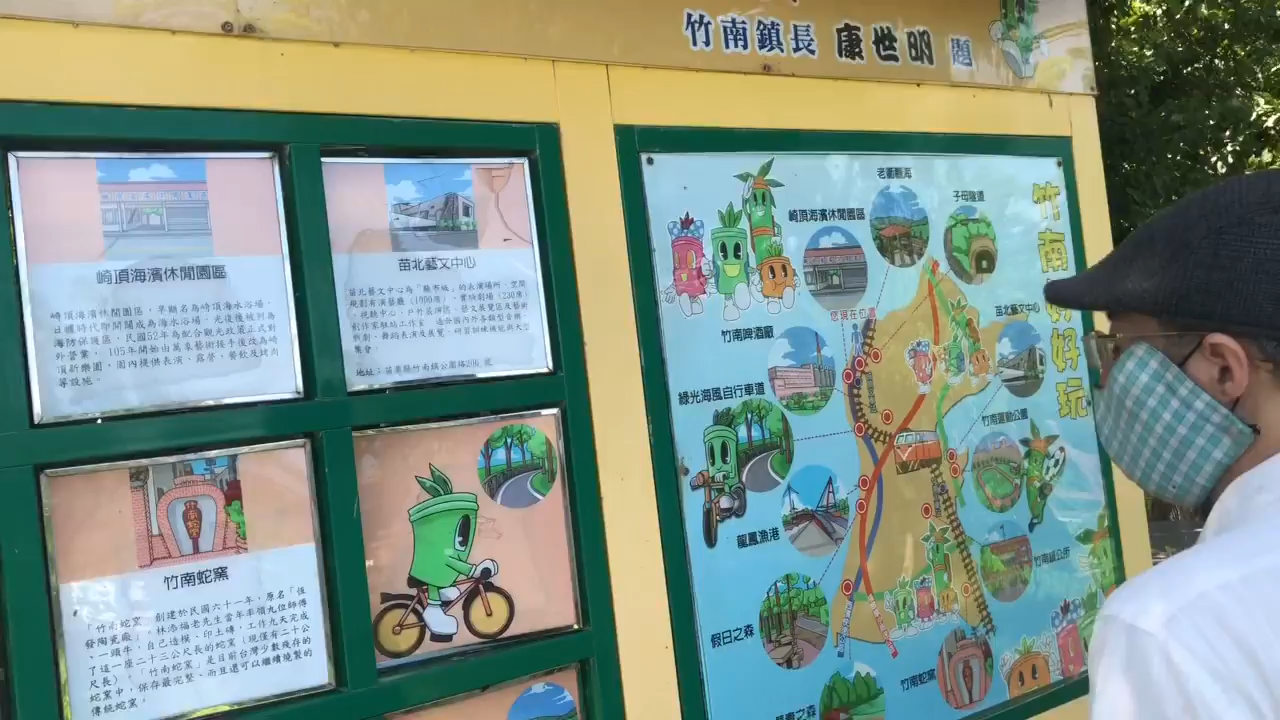 竹南鎮長 康世明 題
崎頂海濱休閒園區
崎頂海濱休閒園區,早期名為崎頂海水浴場,
日據時代即開闢成為海水浴場,光復後被列為
海防保護區,民國52年為配合觀光政策正式對
外營業,105年開始由萬象藝術接手後改為崎
頂新樂園,園內提供表演、露營、餐飲及烤肉
等設施。
苗北藝文中心
苗北藝文中心為「縣市級」的表演場所,空間
規劃有演藝廳(1000席)、實驗劇場(230席)
、視聽中心、戶外展演區、藝文展覽區及藝術
創作家駐站工作室,適合國內外各類型音樂、
戲劇、舞蹈表演及展覽、研習訓練機能與大型
集會。
地址:苗栗縣竹南鎮公園路206號
竹南蛇窯
「竹南蛇窯」創建於民國六十一年,原名「恆
發陶瓷廠」,林添福老先生當年率領九位師傅
了一頭牛,自己造模、印土磚,工作九天完成
了這一座二十三公尺長的蛇窯(現僅有二十公
尺長)。「竹南蛇窯」是目前台灣少數殘存的
蛇窯中,保存最完整、而且還可以繼續燒製的
傳統蛇窯。
竹南好好玩
老衢觀海
子母隧道
崎頂海濱休閒園區
您現在位置
苗北藝文中心
竹南啤酒廠
綠光海風自行車道
竹南運動公園
龍鳳漁港
竹南鎮公所
假日之森
竹南蛇窯